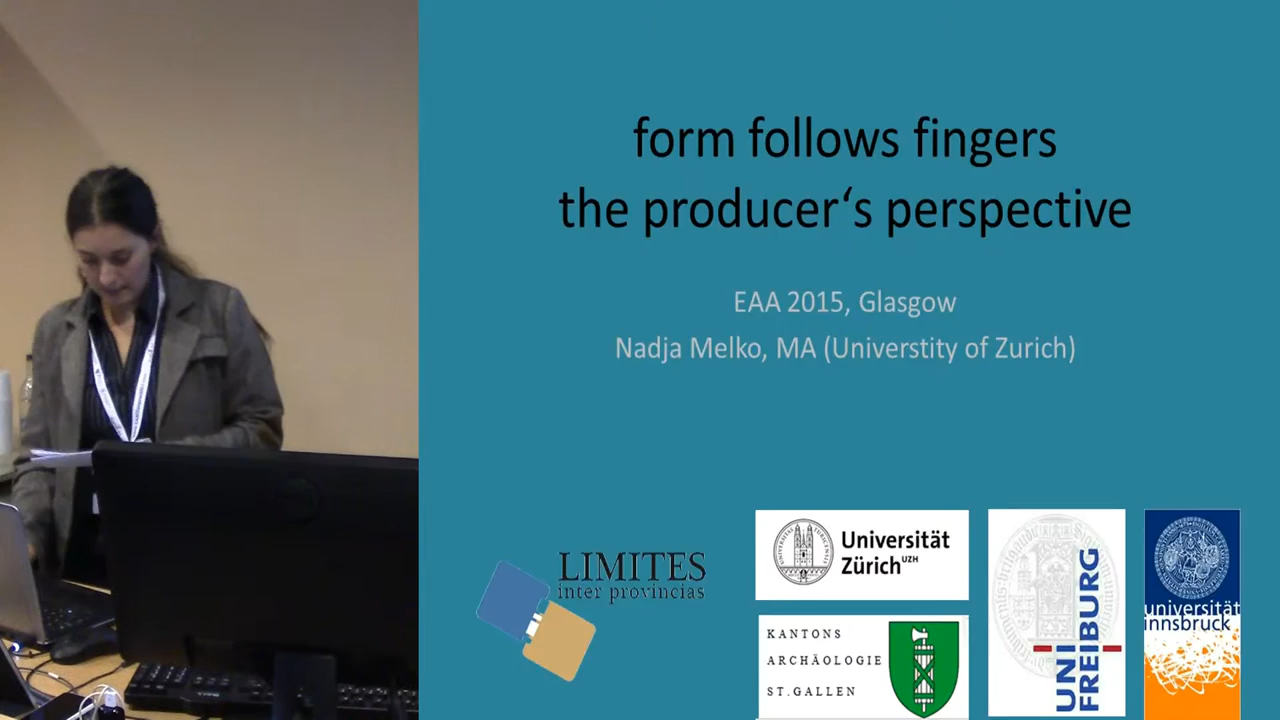 form follows fingers
the producer‘s perspective
EAA 2015, Glasgow
Nadja Melko, MA (Universtity of Zurich)
LIMITES
inter provincias
Universität
Zürich UZH
KANTONS
ARCHÄOLOGIE
ST.GALLEN
UNI
FREIBURG
universität
innsbruck